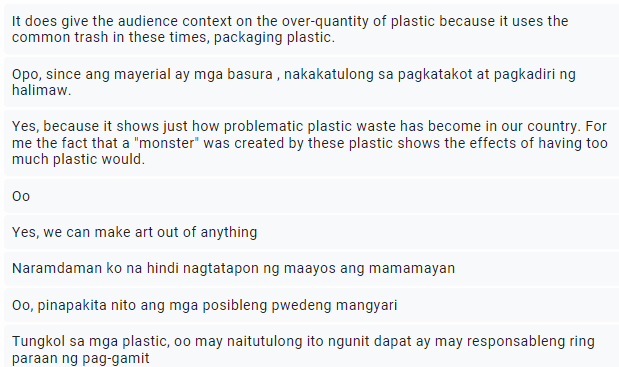 It does give the audience context on the over-quantity of plastic because it uses the
common trash in these times, packaging plastic.
Opo, since ang mayerial ay mga basura , nakakatulong sa pagkatakot at pagkadiri ng
halimaw.
Yes, because it shows just how problematic plastic waste has become in our country. For
me the fact that a "monster" was created by these plastic shows the effects of having too
much plastic would.
Oo
Yes, we can make art out of anything
Naramdaman ko na hindi nagtatapon ng maayos ang mamamayan
Oo, pinapakita nito ang mga posibleng pwedeng mangyari
Tungkol sa mga plastic, oo may naitutulong ito ngunit dapat ay may responsableng ring
paraan ng pag-gamit